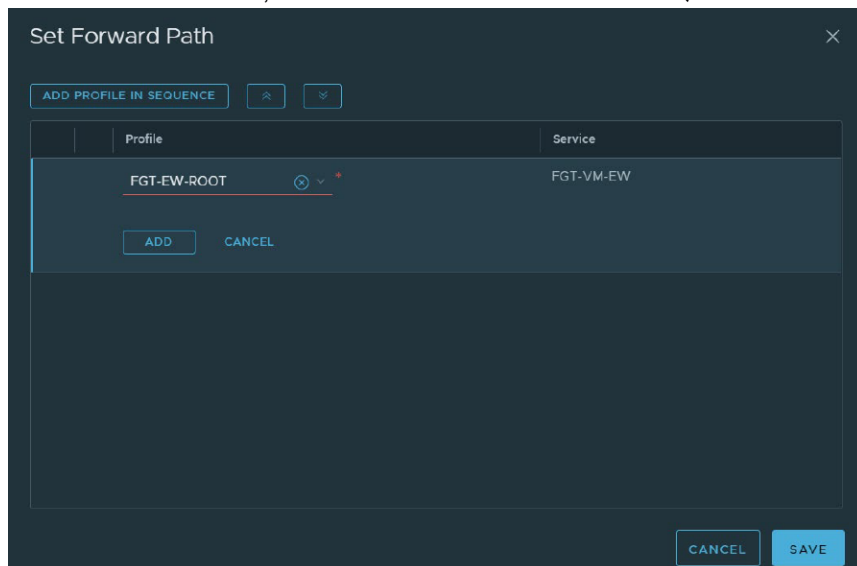 Set Forward Path
ADD PROFILE IN SEQUENCE
Profile Service
FGT-EW-ROOT * FGT-VM-EW
ADD CANCEL
CANCEL SAVE